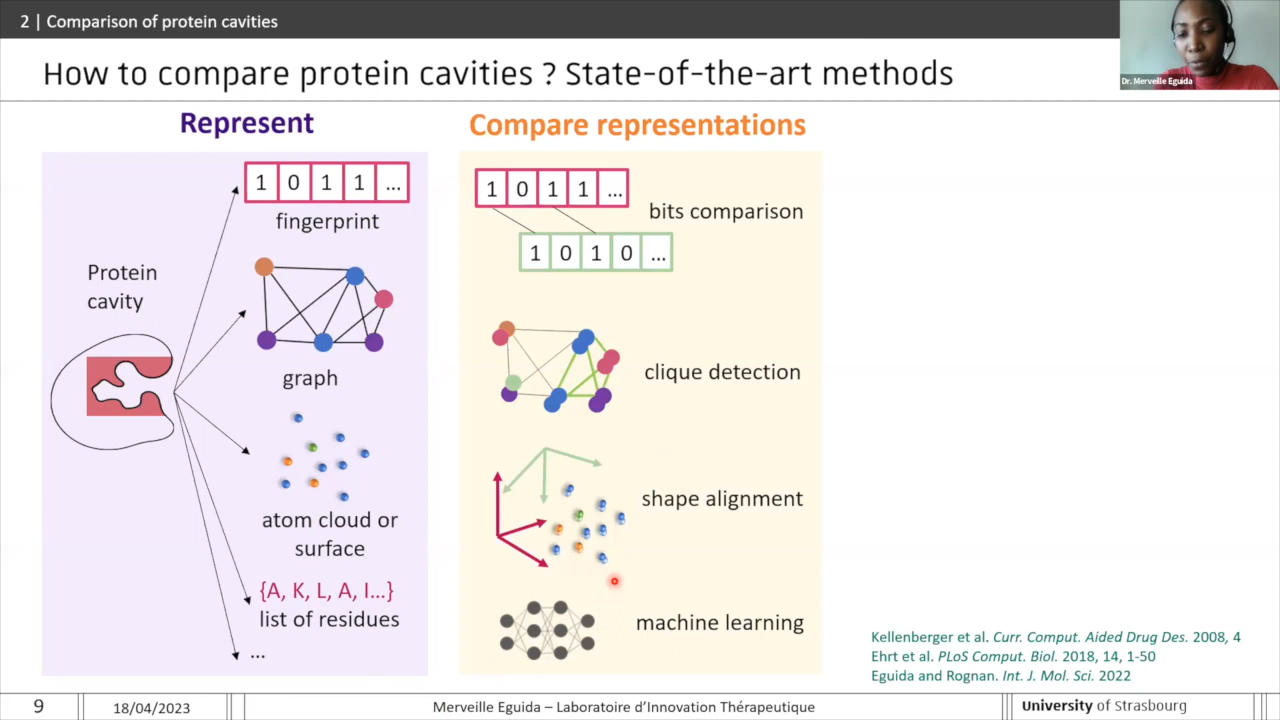 2 | Comparison of protein cavities
Dr. Merveille Eguida
How to compare protein cavities ? State-of-the-art methods
Represent
Compare representations
1 0 1 1 ...
fingerprint
Protein
cavity
graph
atom cloud or
surface
{A, K, L, A, I...}
list of residues
...
1 0 1 1 ...
bits comparison
1 0 1 0 ...
clique detection
shape alignment
machine learning
Kellenberger et al. Curr. Comput. Aided Drug Des. 2008, 4
Ehrt et al. PLoS Comput. Biol. 2018, 14, 1-50
Eguida and Rognan. Int. J. Mol. Sci. 2022
9
18/04/2023
Merveille Eguida – Laboratoire d’Innovation Thérapeutique
University of Strasbourg